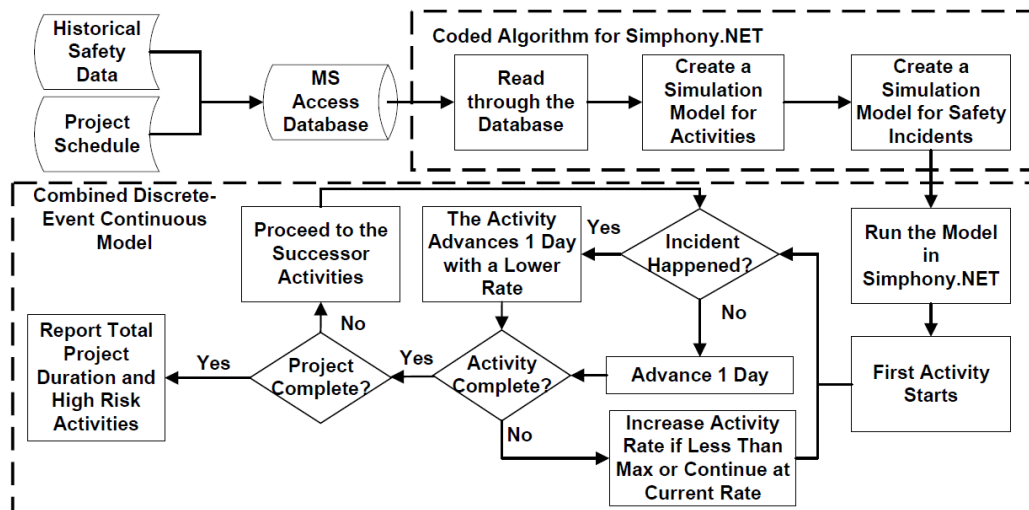 Historical
Safety
Data
Project
Schedule
MS
Access
Database
Coded Algorithm for Simphony.NET
Read
through the
Database
Create a
Simulation
Model for
Activities
Create a
Simulation
Model for Safety
Incidents
Combined Discrete-
Event Continuous
Model
Proceed to the
Successor
Activities
The Activity
Advances 1 Day
with a Lower
Rate
Yes
Incident
Happened?
Run the Model
in
Simphony.NET
No
No
Report Total
Project
Duration and
High Risk
Activities
Yes
Project
Complete?
Yes
Activity
Complete?
Advance 1 Day
First Activity
Starts
No
Increase Activity
Rate if Less Than
Max or Continue at
Current Rate